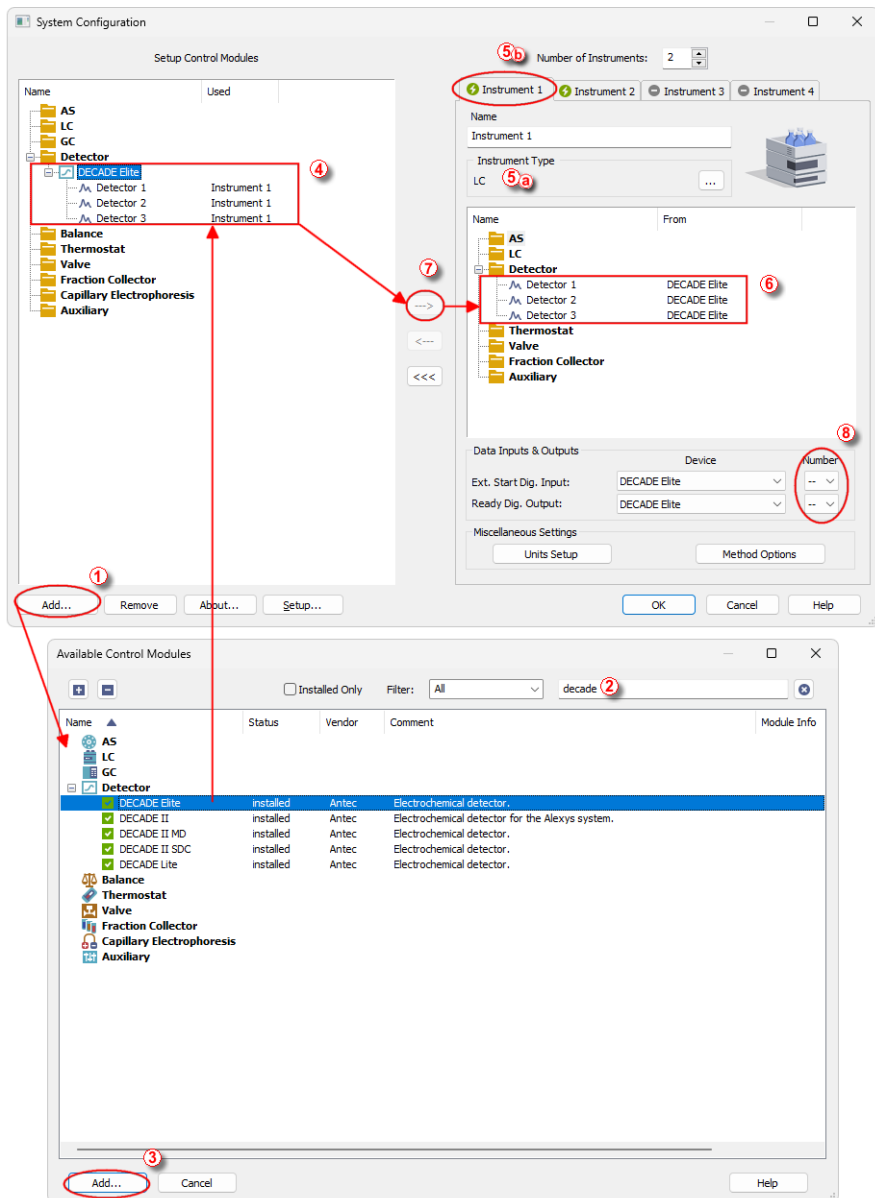 System Configuration
Setup Control Modules
Name Used
AS
LC
GC
Detector
DECADE Elite
Detector 1 Instrument 1
Detector 2 Instrument 1
Detector 3 Instrument 1
Balance
Thermostat
Valve
Fraction Collector
Capillary Electrophoresis
Auxiliary
4
7
--->
<---
<<<
5b Number of Instruments: 2
Instrument 1 Instrument 2 Instrument 3 Instrument 4
Name
Instrument 1
Instrument Type
LC 5a ...
Name From
AS
LC
Detector
Detector 1 DECADE Elite
Detector 2 DECADE Elite
Detector 3 DECADE Elite
6
Thermostat
Valve
Fraction Collector
Auxiliary
8
Data Inputs & Outputs
Device Number
Ext. Start Dig. Input: DECADE Elite --
Ready Dig. Output: DECADE Elite --
Miscellaneous Settings
Units Setup Method Options
1
Add... Remove About... Setup... OK Cancel Help
Available Control Modules
Installed Only Filter: All decade 2
Name Status Vendor Comment Module Info
AS
LC
GC
Detector
DECADE Elite installed Antec Electrochemical detector.
DECADE II installed Antec Electrochemical detector for the Alexys system.
DECADE II MD installed Antec Electrochemical detector.
DECADE II SDC installed Antec Electrochemical detector.
DECADE Lite installed Antec Electrochemical detector.
Balance
Thermostat
Valve
Fraction Collector
Capillary Electrophoresis
Auxiliary
3
Add... Cancel Help